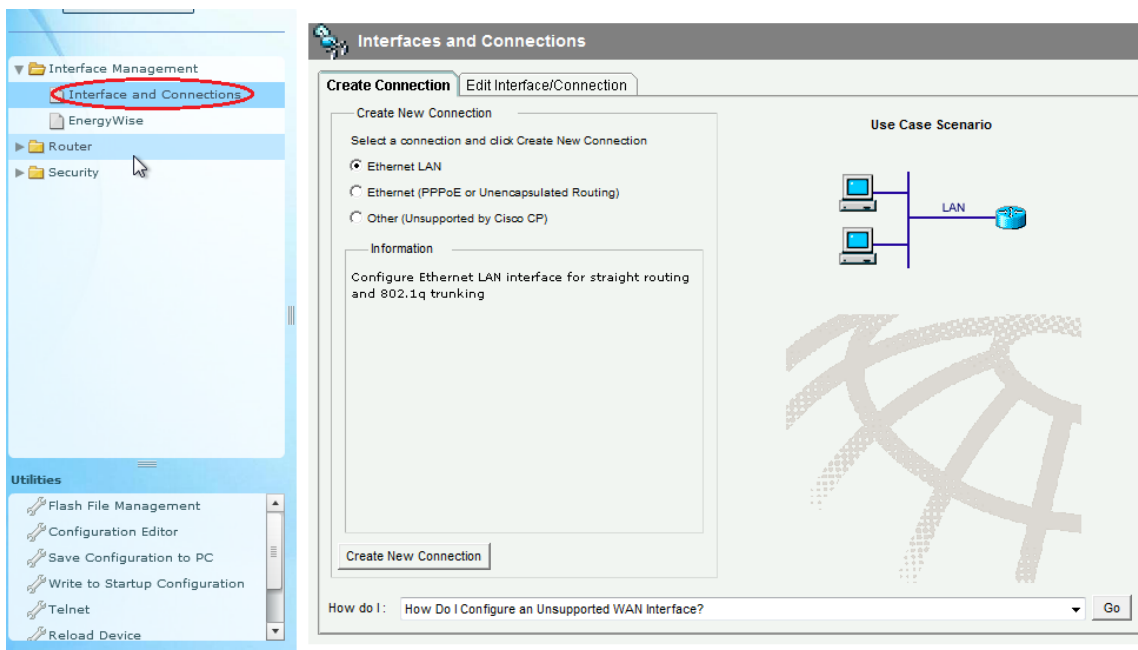 Interface Management
Interface and Connections
EnergyWise
Router
Security
Utilities
Flash File Management
Configuration Editor
Save Configuration to PC
Write to Startup Configuration
Telnet
Reload Device
Interfaces and Connections
Create Connection
Edit Interface/Connection
Create New Connection
Select a connection and click Create New Connection
Ethernet LAN
Ethernet (PPPoE or Unencapsulated Routing)
Other (Unsupported by Cisco CP)
Information
Configure Ethernet LAN interface for straight routing
and 802.1q trunking
Create New Connection
Use Case Scenario
LAN
How do I:
How Do I Configure an Unsupported WAN Interface?
Go